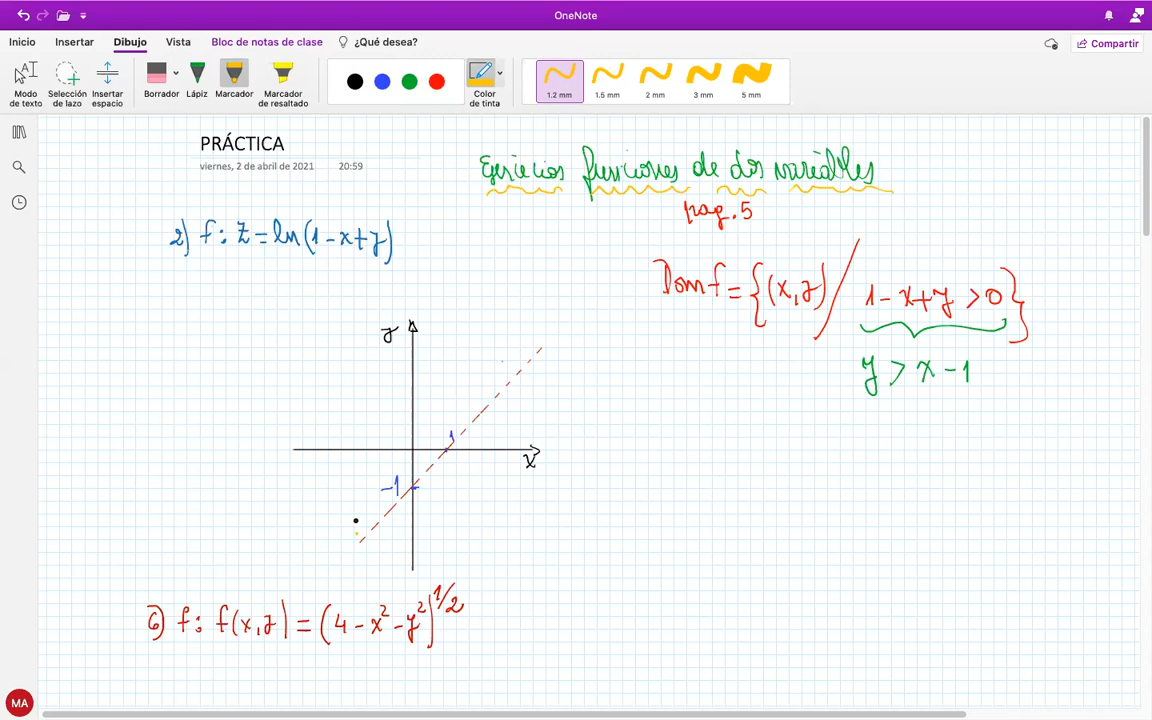 OneNote
Inicio Insertar Dibujo Vista Bloc de notas de clase ¿Qué desea? Compartir
Modo de texto
Selección de lazo
Insertar espacio
Borrador
Lápiz
Marcador
Marcador de resaltado
Color de tinta
1.2 mm 1.5 mm 2 mm 3 mm 5 mm
PRÁCTICA
viernes, 2 de abril de 2021 20:59
Ejercicios funciones de dos variables
pag. 5
2) f: z = ln(1-x+y)
Dom f = {(x,y) / 1-x+y > 0}
y > x - 1
y
1
x
-1
6) f: f(x,y) = (4-x²-y²)^1/2
MA